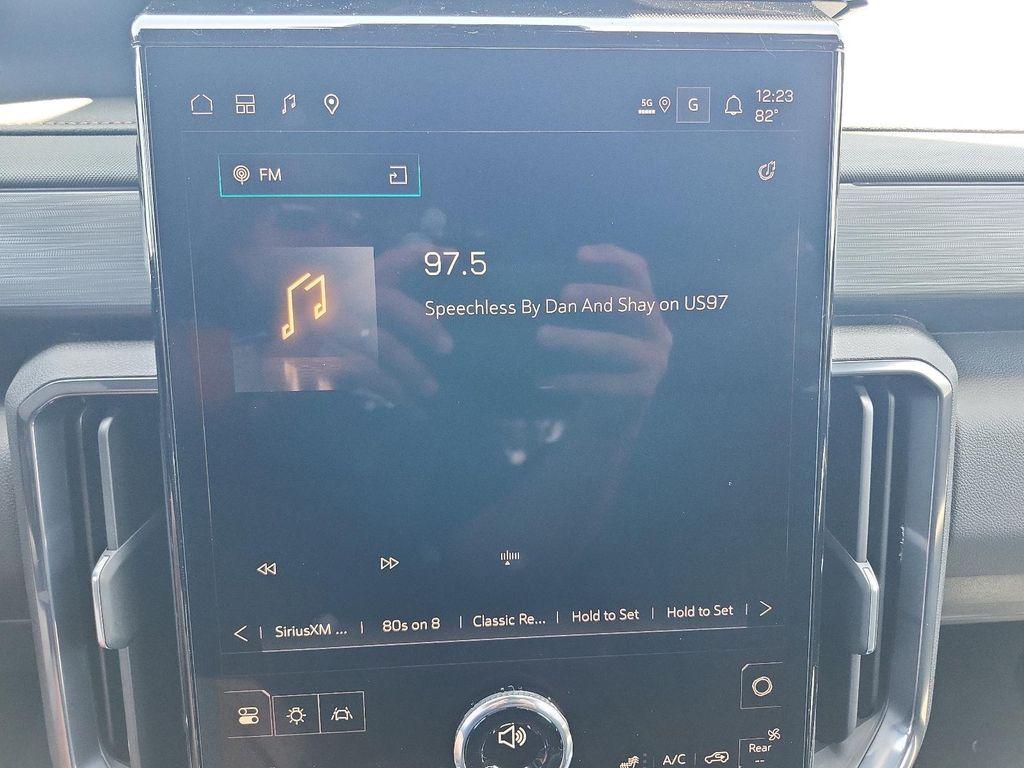 5G
G
12:23
82°
FM
97.5
Speechless By Dan And Shay on US97
SiriusXM ... | 80s on 8 | Classic Re... | Hold to Set | Hold to Set |
A/C
Rear
--